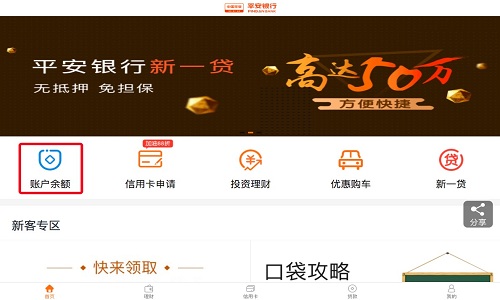 平安银行
平安银行新一贷
无抵押 免担保
高达50万
方便快捷
加油88折
账户余额
信用卡申请
投资理财
优惠购车
贷
新一贷
分享
新客专区
快来领取
口袋攻略
首页
理财
信用卡
贷款
我的